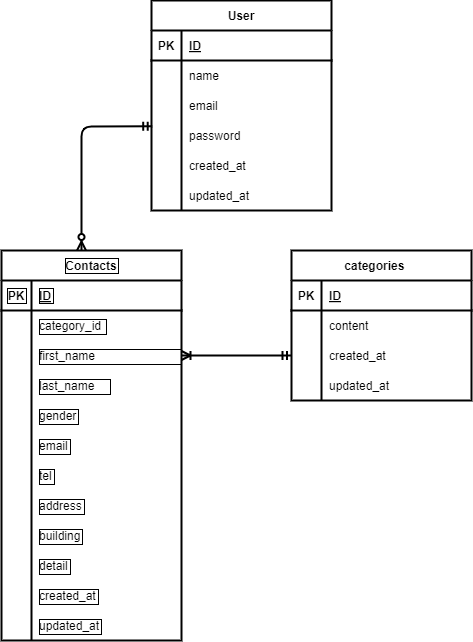 User
PK ID
name
email
password
created_at
updated_at
Contacts
PK ID
category_id
first_name
last_name
gender
email
tel
address
building
detail
created_at
updated_at
categories
PK ID
content
created_at
updated_at